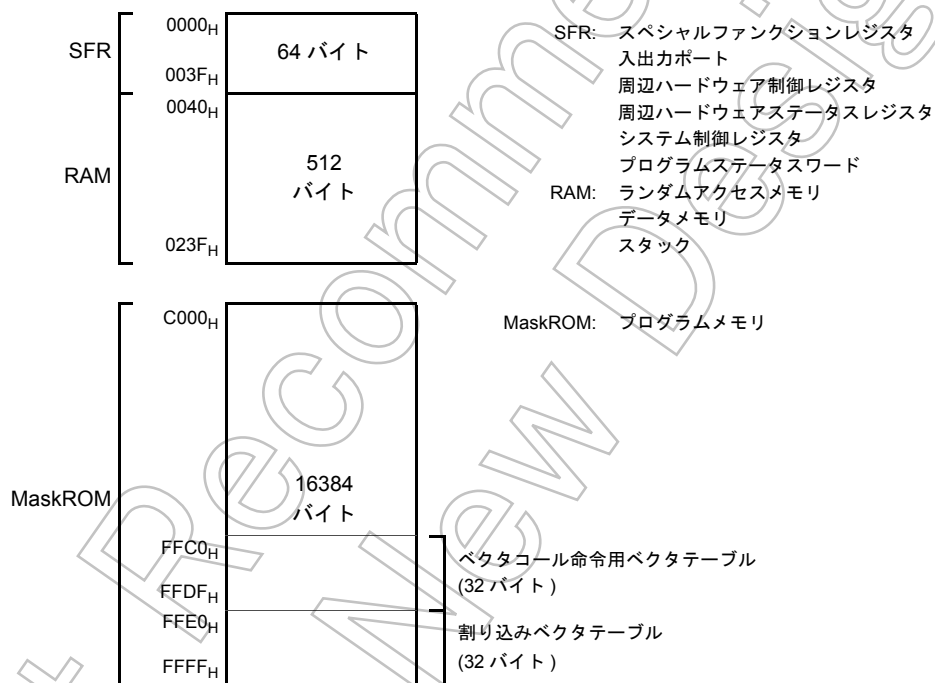 SFR
0000H
64 バイト
003FH
RAM
0040H
512
バイト
023FH
SFR: スペシャルファンクションレジスタ
入出力ポート
周辺ハードウェア制御レジスタ
周辺ハードウェアステータスレジスタ
システム制御レジスタ
プログラムステータスワード
RAM: ランダムアクセスメモリ
データメモリ
スタック
MaskROM
C000H
16384
バイト
FFC0H
FFDFH
FFE0H
FFFFH
MaskROM: プログラムメモリ
ベクタコール命令用ベクタテーブル
(32 バイト )
割り込みベクタテーブル
(32 バイト )
Recomme
New Desig